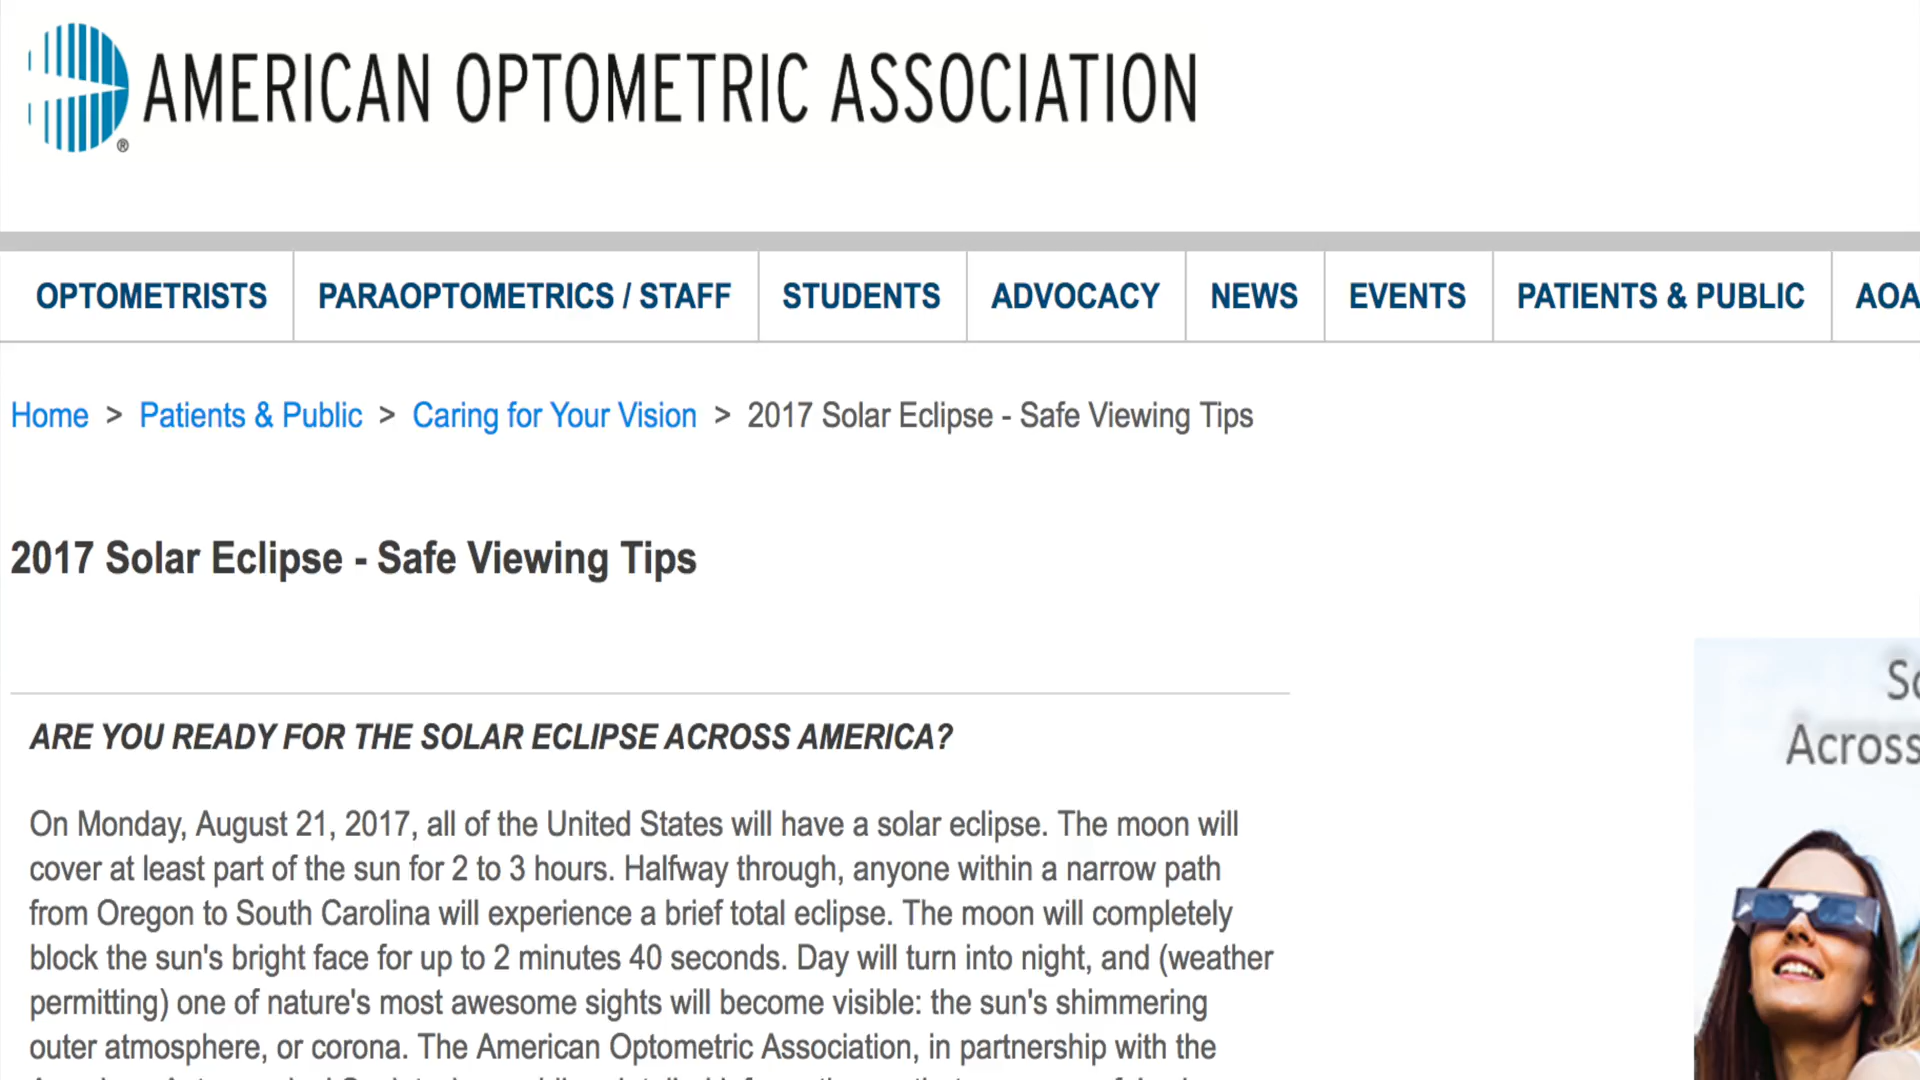 AMERICAN OPTOMETRIC ASSOCIATION
®
OPTOMETRISTS
PARAOPTOMETRICS / STAFF
STUDENTS
ADVOCACY
NEWS
EVENTS
PATIENTS & PUBLIC
AOA
Home > Patients & Public > Caring for Your Vision > 2017 Solar Eclipse - Safe Viewing Tips
2017 Solar Eclipse - Safe Viewing Tips
ARE YOU READY FOR THE SOLAR ECLIPSE ACROSS AMERICA?
On Monday, August 21, 2017, all of the United States will have a solar eclipse. The moon will
cover at least part of the sun for 2 to 3 hours. Halfway through, anyone within a narrow path
from Oregon to South Carolina will experience a brief total eclipse. The moon will completely
block the sun's bright face for up to 2 minutes 40 seconds. Day will turn into night, and (weather
permitting) one of nature's most awesome sights will become visible: the sun's shimmering
outer atmosphere, or corona. The American Optometric Association, in partnership with the
So
Across